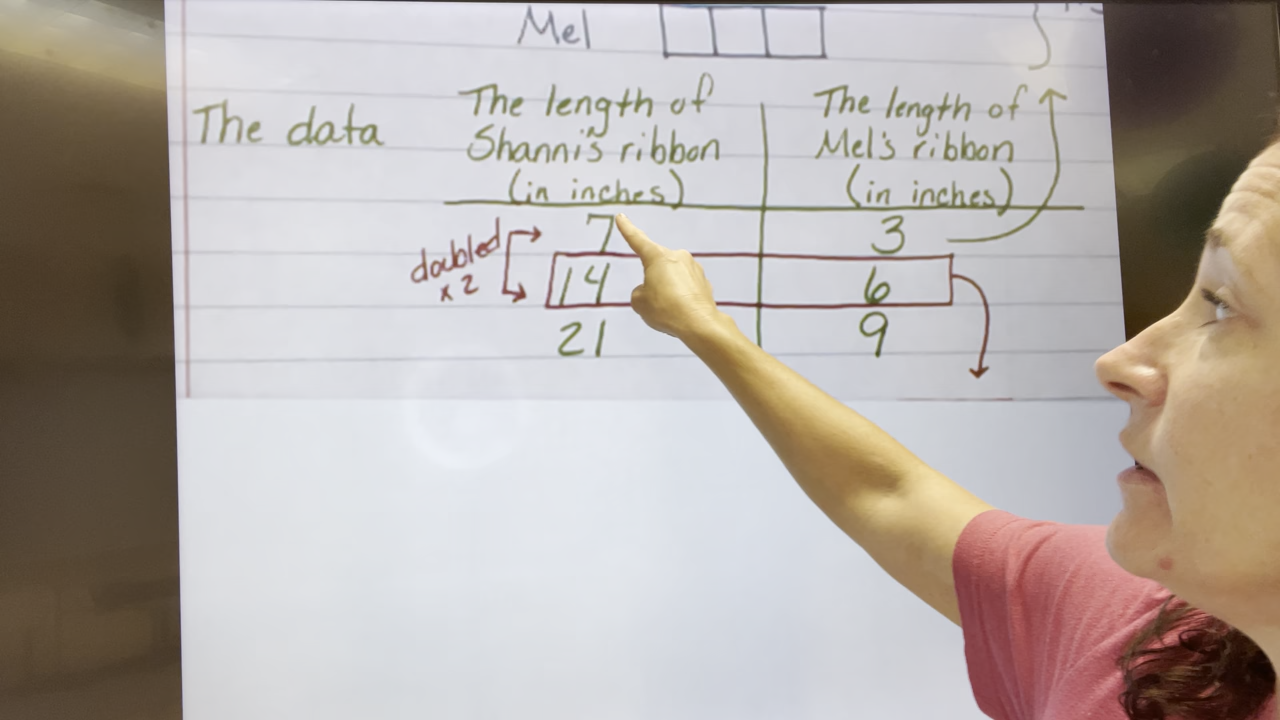 Mel
The data
The length of
Shanni's ribbon
(in inches)
The length of
Mel's ribbon
(in inches)
doubled
x 2
7 3
14 6
21 9